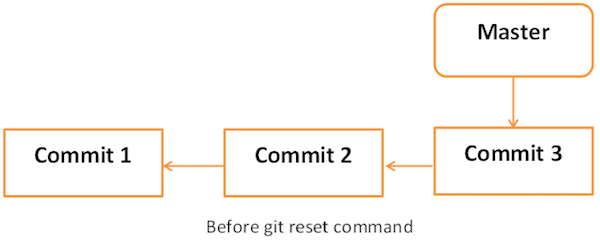 Master
Commit 1
Commit 2
Commit 3
Before git reset command